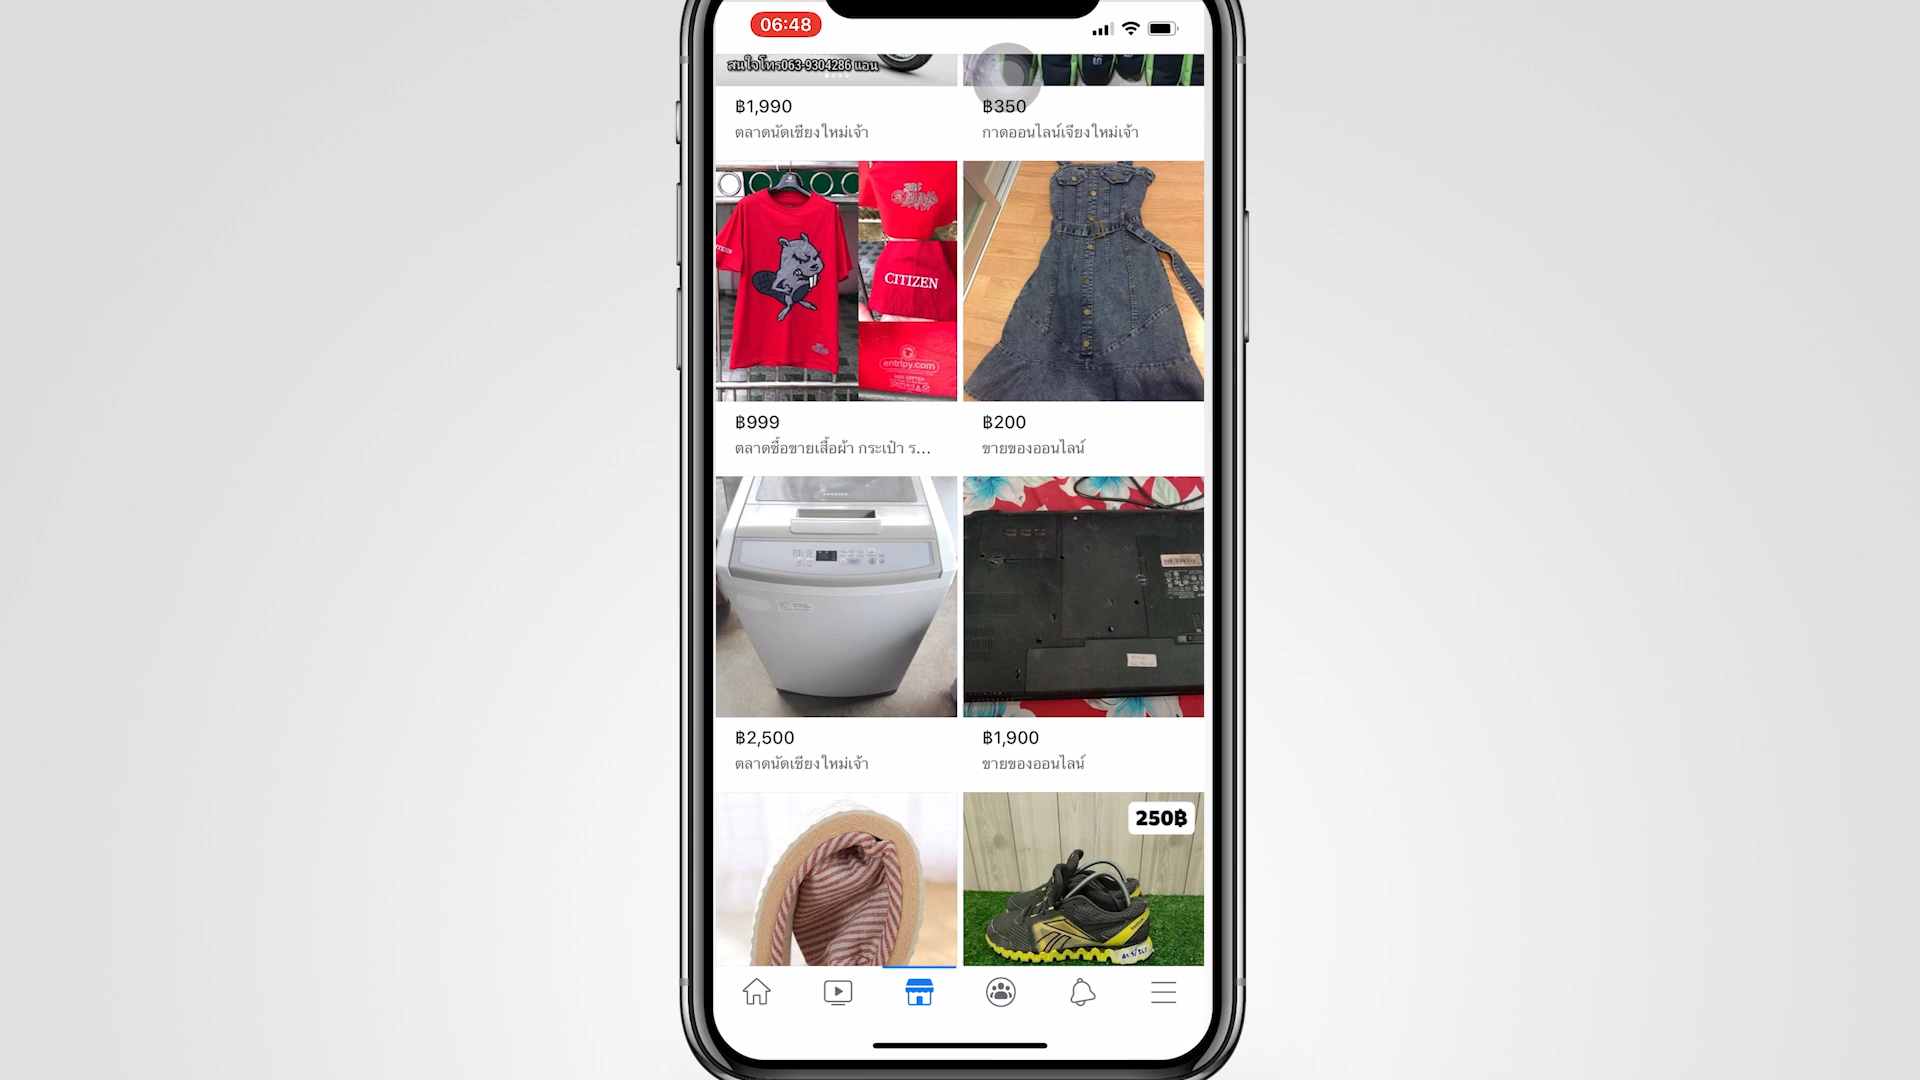 06:48
สนใจโทร063-9304286 แอน
฿1,990
ตลาดนัดเชียงใหม่เจ้า
฿350
กาดออนไลน์เจียงใหม่เจ้า
CITIZEN
entripy.com
฿999
ตลาดซื้อขายเสื้อผ้า กระเป๋า ร...
฿200
ขายของออนไลน์
SAMSUNG
฿2,500
ตลาดนัดเชียงใหม่เจ้า
฿1,900
ขายของออนไลน์
250฿